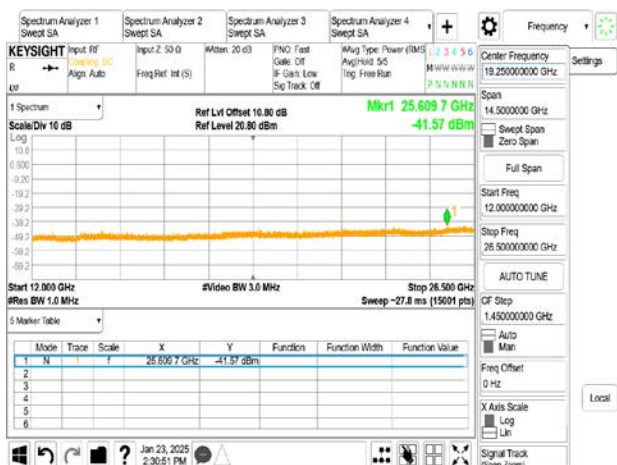 Spectrum Analyzer 1
Swept SA
Spectrum Analyzer 2
Swept SA
Spectrum Analyzer 3
Swept SA
Spectrum Analyzer 4
Swept SA
Frequency
KEYSIGHT
R
Input: RF
Coupling: DC
Align: Auto
Input Z: 50 Ω
Freq Ref: Int (S)
#Atten: 20 dB
PNO: Fast
Gate: Off
IF Gain: Low
Sig Track: Off
#Avg Type: Power (RMS
Avg|Hold: 5/5
Trig: Free Run
1 2 3 4 5 6
M W W W W W
P N N N N N
1 Spectrum
Scale/Div 10 dB
Log
Ref Lvl Offset 10.80 dB
Ref Level 20.80 dBm
Mkr1 25.609 7 GHz
-41.57 dBm
10.8
0.800
-9.20
-19.2
-29.2
-39.2
-49.2
-59.2
-69.2
1
Start 12.000 GHz
#Res BW 1.0 MHz
#Video BW 3.0 MHz
Stop 26.500 GHz
Sweep ~27.8 ms (15001 pts)
5 Marker Table
Mode Trace Scale X Y Function Function Width Function Value
1 N 1 f 25.609 7 GHz -41.57 dBm
2
3
4
5
6
Jan 23, 2025
2:30:51 PM
Center Frequency
19.250000000 GHz
Span
14.5000000 GHz
Swept Span
Zero Span
Full Span
Start Freq
12.000000000 GHz
Stop Freq
26.500000000 GHz
AUTO TUNE
CF Step
1.450000000 GHz
Auto
Man
Freq Offset
0 Hz
X Axis Scale
Log
Lin
Signal Track
(Span Zoom)
Settings
Local